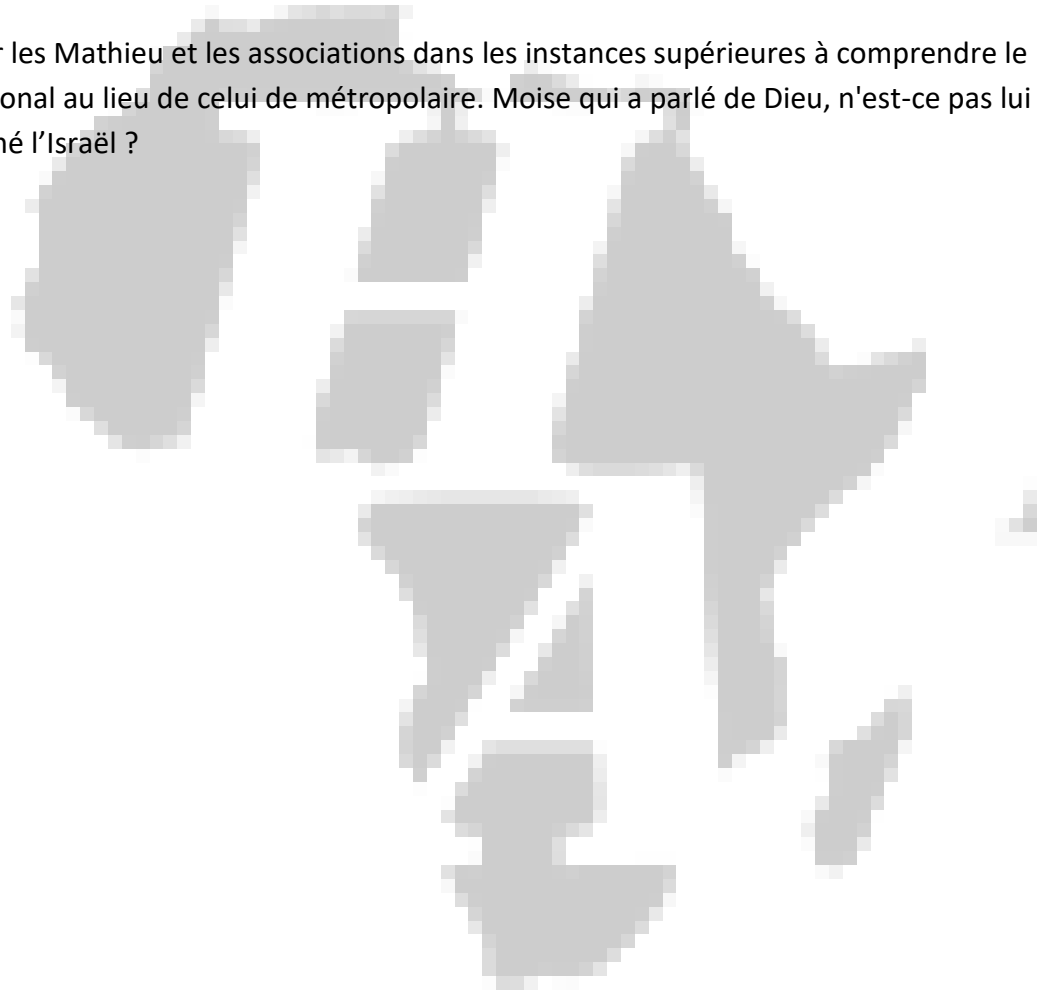 r les Mathieu et les associations dans les instances supérieures à comprendre le
onal au lieu de celui de métropolaire. Moise qui a parlé de Dieu, n'est-ce pas lui
né l’Israël ?